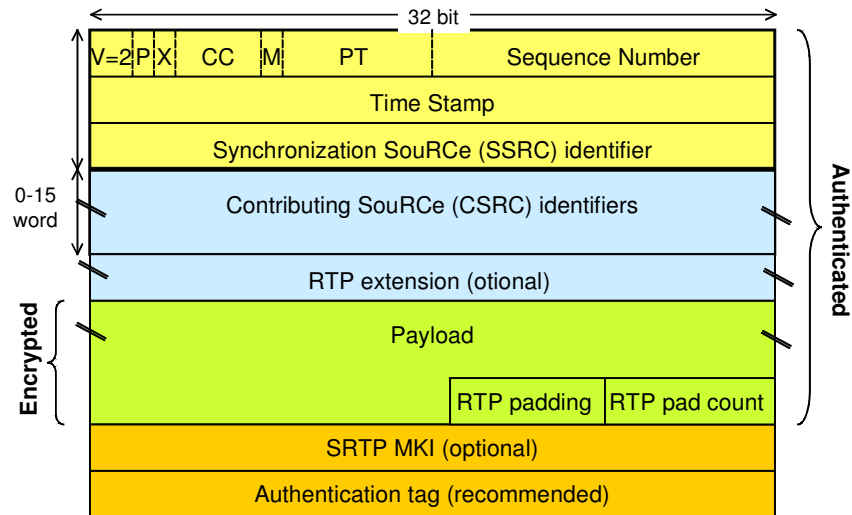 32 bit
V=2 P X CC M PT Sequence Number
Time Stamp
Synchronization SouRCe (SSRC) identifier
0-15
word
Contributing SouRCe (CSRC) identifiers
RTP extension (otional)
Authenticated
Encrypted
Payload
RTP padding RTP pad count
SRTP MKI (optional)
Authentication tag (recommended)